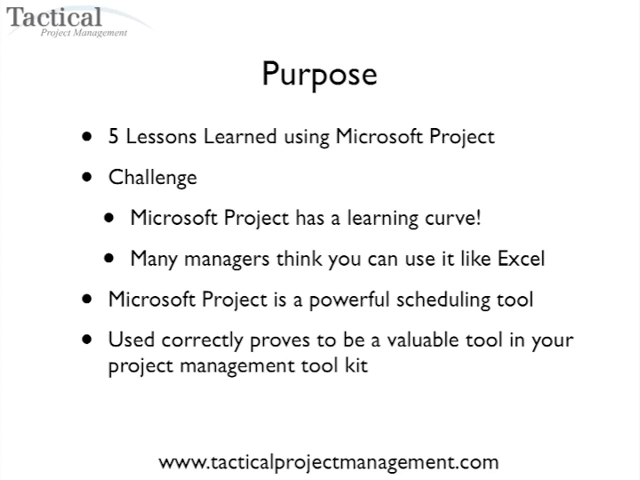 Tactical
Project Management
Purpose
• 5 Lessons Learned using Microsoft Project
• Challenge
• Microsoft Project has a learning curve!
• Many managers think you can use it like Excel
• Microsoft Project is a powerful scheduling tool
• Used correctly proves to be a valuable tool in your
project management tool kit
www.tacticalprojectmanagement.com